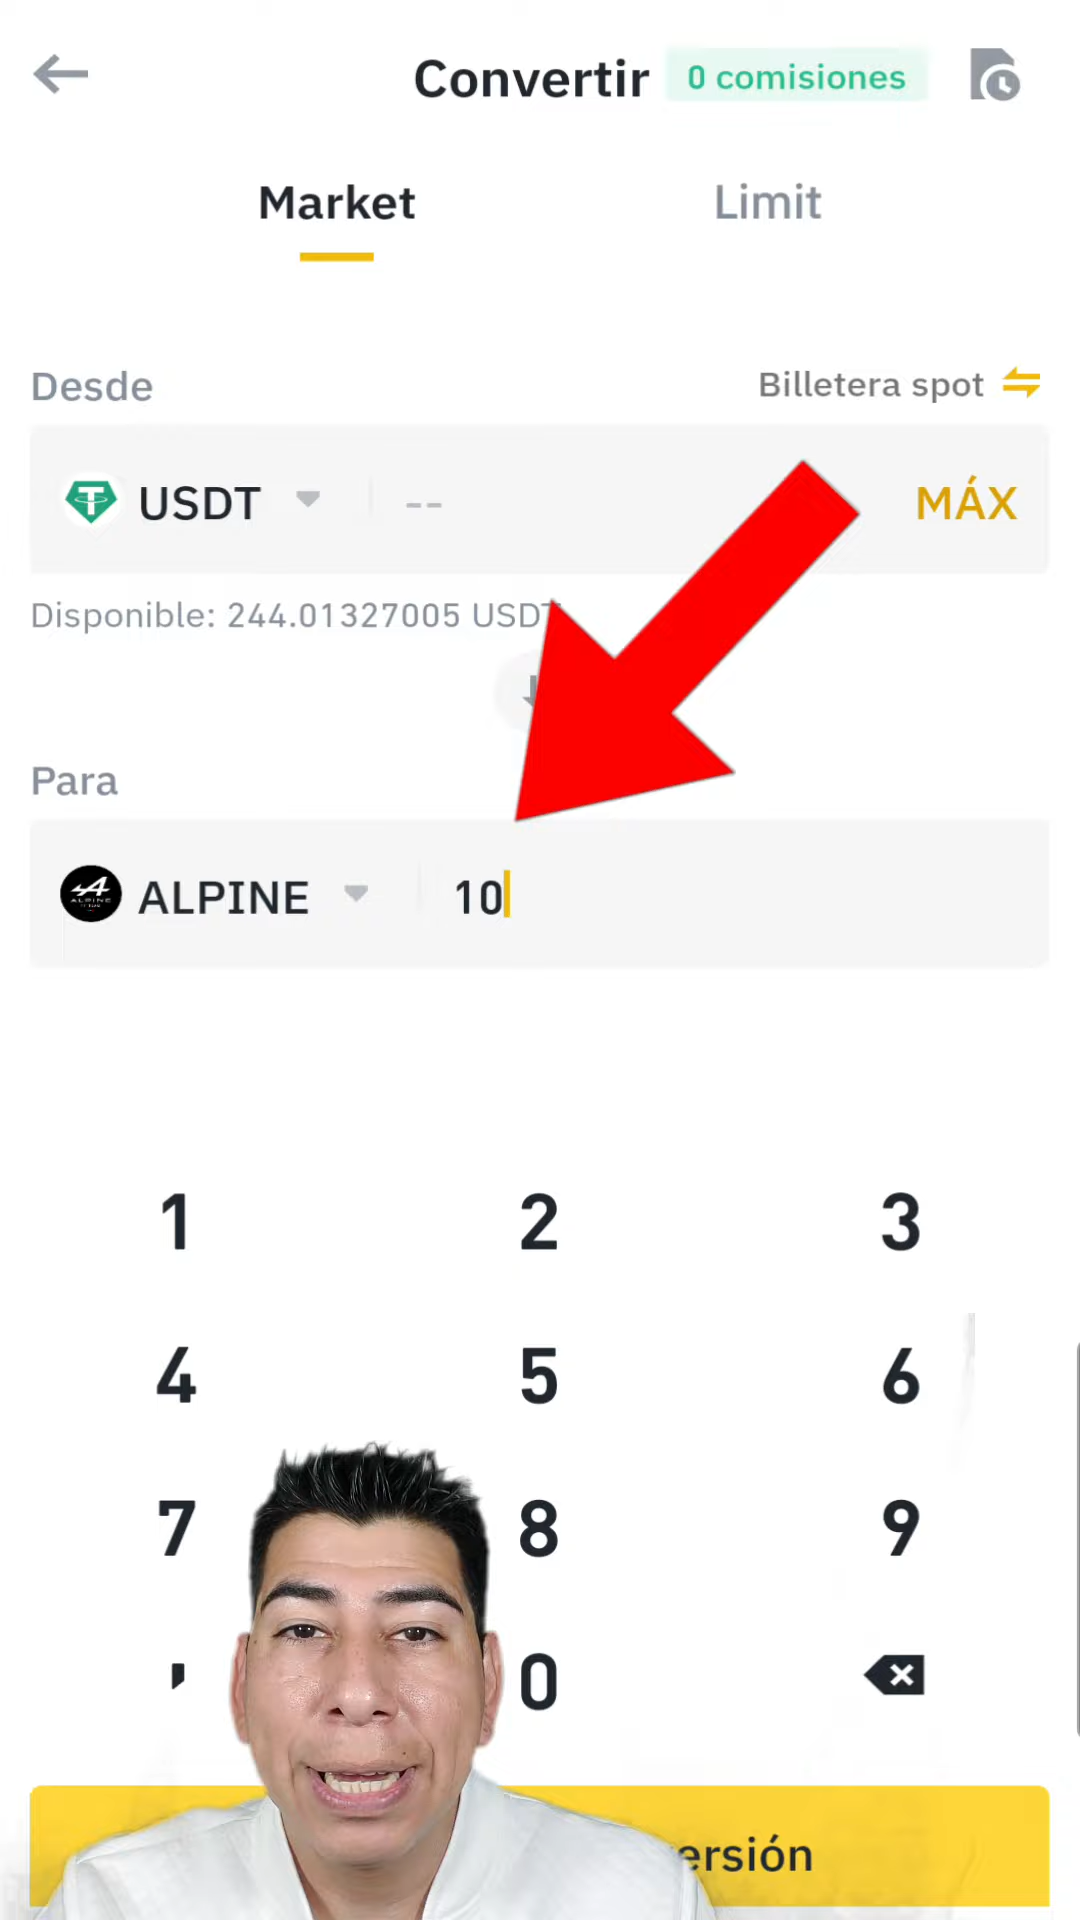 Convertir 0 comisiones
Market Limit
Desde Billetera spot
USDT -- MÁX
Disponible: 244.01327005 USDT
Para
ALPINE 10
1 2 3
4 5 6
7 8 9
, 0
ersión